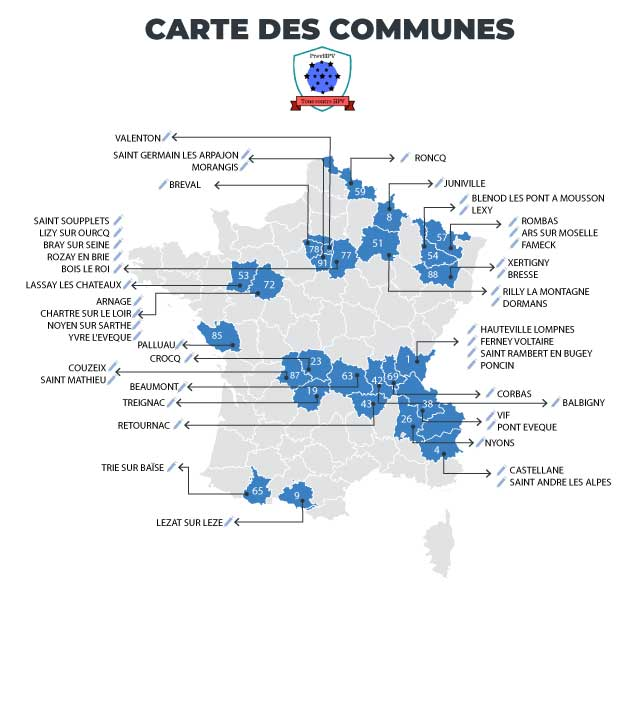 CARTE DES COMMUNES
PrevHPV
Tous contre HPV
VALENTON
SAINT GERMAIN LES ARPAJON
MORANGIS
BREVAL
RONCQ
JUNIVILLE
BLENOD LES PONT A MOUSSON
LEXY
ROMBAS
ARS SUR MOSELLE
FAMECK
XERTIGNY
BRESSE
RILLY LA MONTAGNE
DORMANS
SAINT SOUPPLETS
LIZY SUR OURCQ
BRAY SUR SEINE
ROZAY EN BRIE
BOIS LE ROI
LASSAY LES CHATEAUX
ARNAGE
CHARTRE SUR LE LOIR
NOYEN SUR SARTHE
YVRE L'EVEQUE
PALLUAU
CROCQ
COUZEIX
SAINT MATHIEU
BEAUMONT
TREIGNAC
RETOURNAC
TRIE SUR BAÏSE
LEZAT SUR LEZE
HAUTEVILLE LOMPNES
FERNEY VOLTAIRE
SAINT RAMBERT EN BUGEY
PONCIN
CORBAS
BALBIGNY
VIF
PONT EVEQUE
NYONS
CASTELLANE
SAINT ANDRE LES ALPES
59
8
51
57
54
88
78
91
77
53
72
85
23
87
19
63
42
69
1
43
38
26
4
65
9